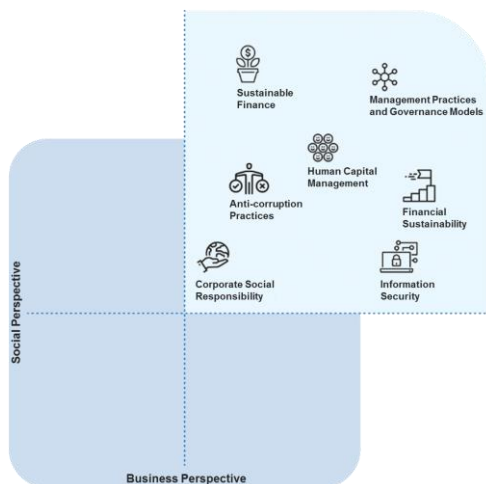 Sustainable
Finance
Management Practices
and Governance Models
Human Capital
Management
Anti-corruption
Practices
Financial
Sustainability
Corporate Social
Responsibility
Information
Security
Social Perspective
Business Perspective